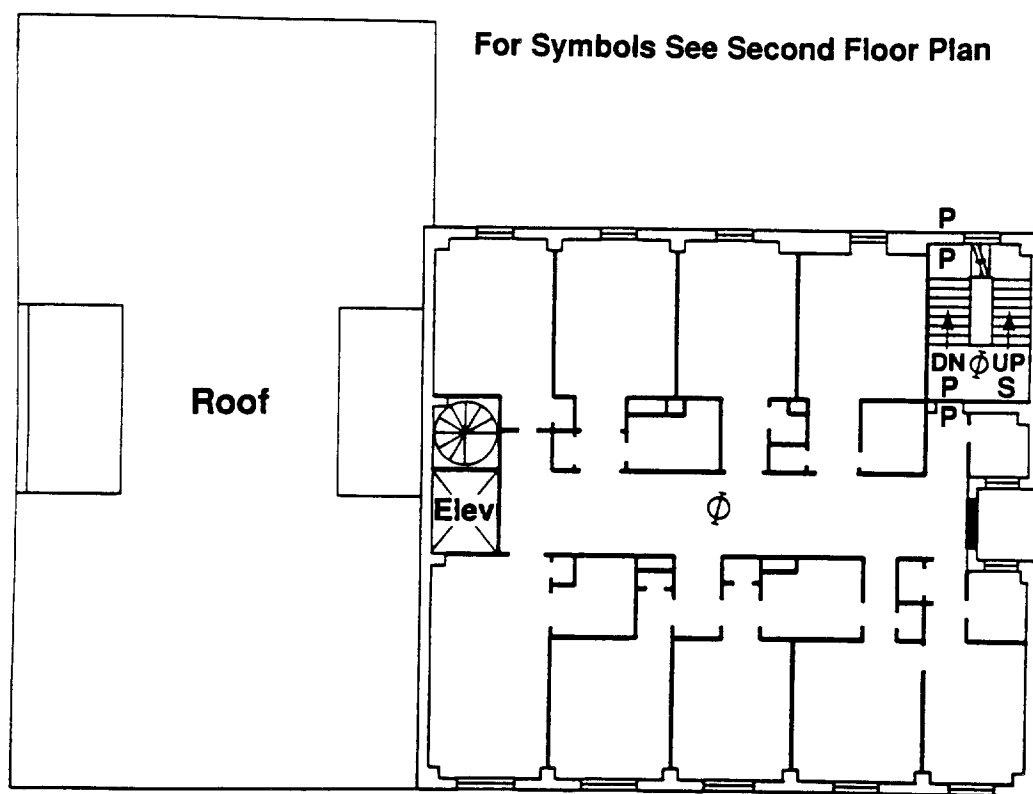 For Symbols See Second Floor Plan
P
P
Roof
DN UP
P S
P
Elev